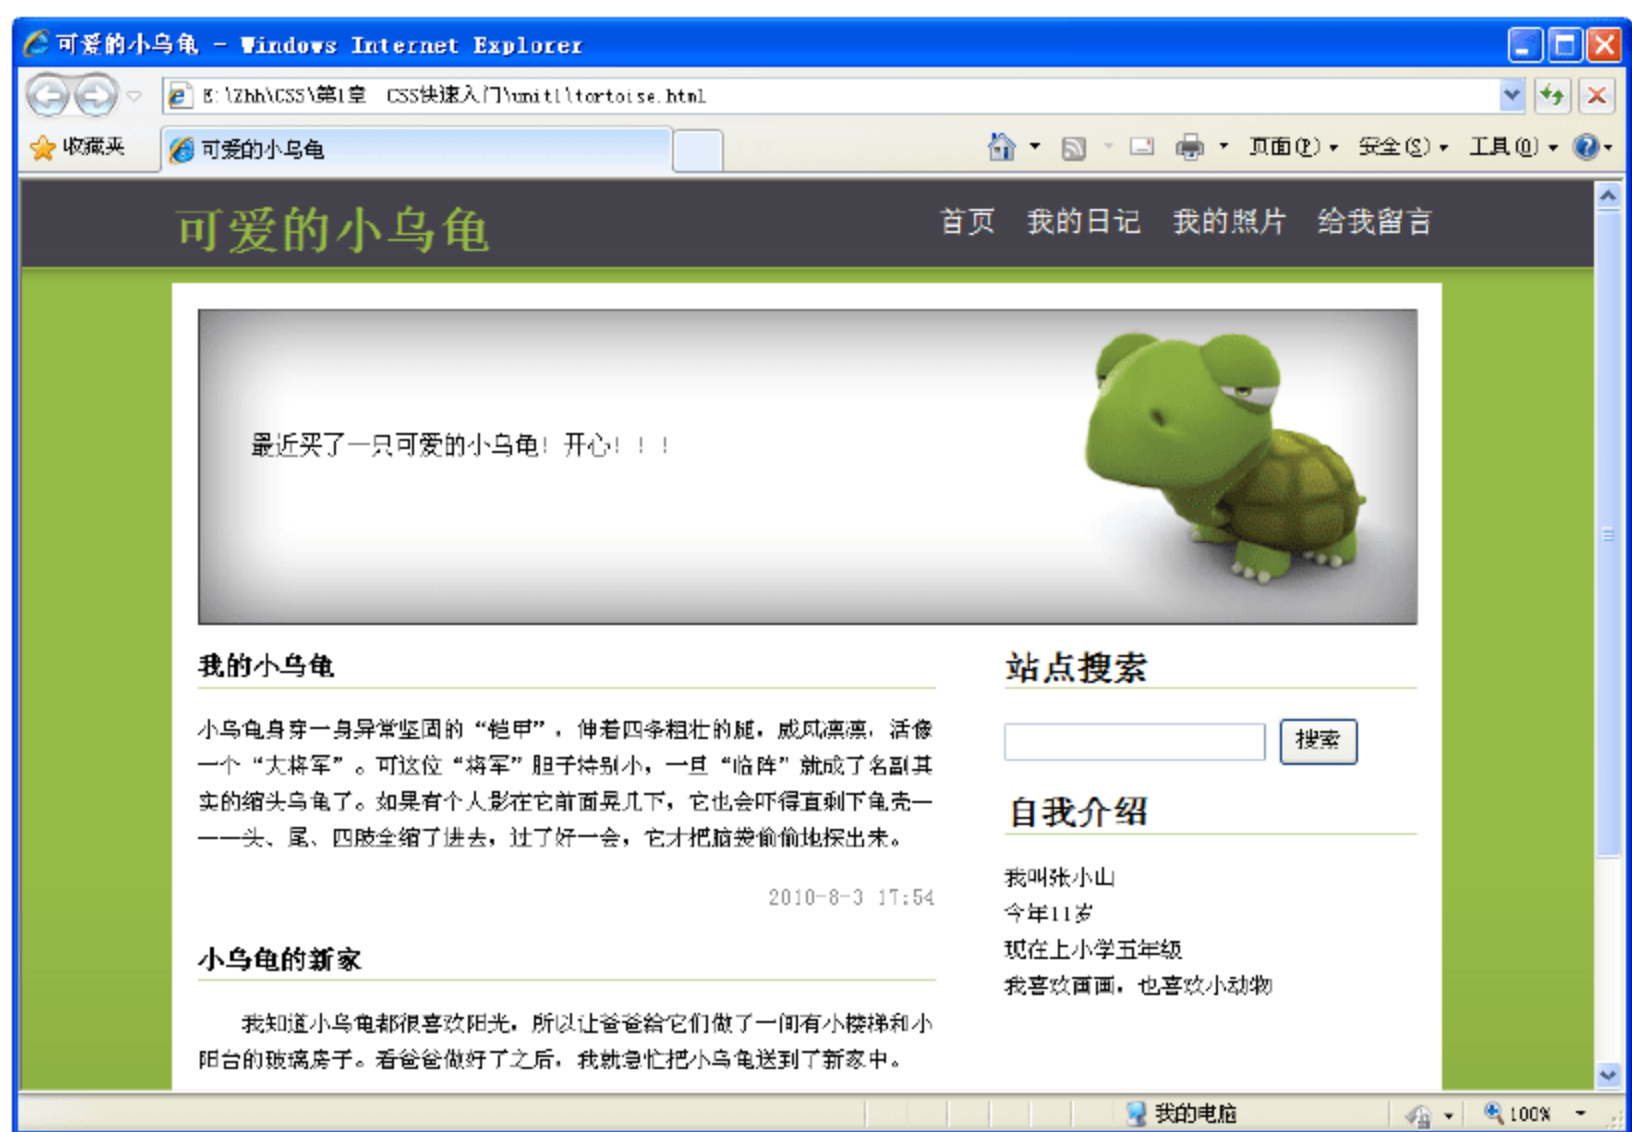 可爱的小乌龟 - Windows Internet Explorer
E:\Zhh\CSS\第1章 CSS快速入门\unit1\tortoise.html
收藏夹
可爱的小乌龟
页面(P)
安全(S)
工具(O)
可爱的小乌龟
首页 我的日记 我的照片 给我留言
最近买了一只可爱的小乌龟！开心！！！
我的小乌龟
小乌龟身穿一身异常坚固的“铠甲”，伸着四条粗壮的腿，威风凛凛，活像
一个“大将军”。可这位“将军”胆子特别小，一旦“临阵”就成了名副其
实的缩头乌龟了。如果有个人影在它前面晃几下，它也会吓得直剩下龟壳—
——头、尾、四肢全缩了进去，过了好一会，它才把脑袋偷偷地探出来。
2010-8-3 17:54
小乌龟的新家
我知道小乌龟都很喜欢阳光，所以让爸爸给它们做了一间有小楼梯和小
阳台的玻璃房子。看爸爸做好了之后，我就急忙把小乌龟送到了新家中。
站点搜索
搜索
自我介绍
我叫张小山
今年11岁
现在上小学五年级
我喜欢画画，也喜欢小动物
我的电脑
100%